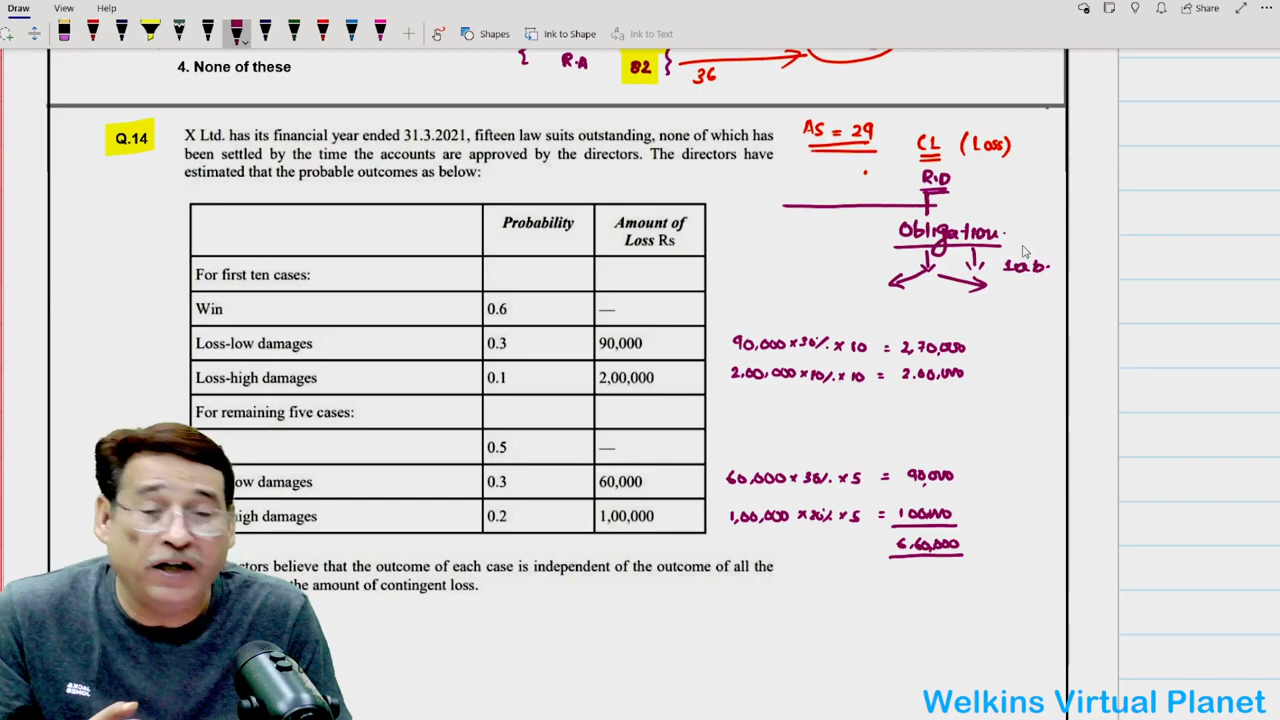 Draw View Help Share
Shapes Ink to Shape Ink to Text
4. None of these
R.A 82 36
Q.14
X Ltd. has its financial year ended 31.3.2021, fifteen law suits outstanding, none of which has
been settled by the time the accounts are approved by the directors. The directors have
estimated that the probable outcomes as below:
AS = 29 CL (Loss)
R.D
Obligation.
Probability Amount of
Loss Rs
For first ten cases:
Win 0.6 —
Loss-low damages 0.3 90,000 90,000 × 30% × 10 = 2,70,000
Loss-high damages 0.1 2,00,000 2,00,000 × 10% × 10 = 2,00,000
For remaining five cases:
0.5 —
ow damages 0.3 60,000 60,000 × 30% × 5 = 90,000
igh damages 0.2 1,00,000 1,00,000 × 20% × 5 = 100,000
6,60,000
ctors believe that the outcome of each case is independent of the outcome of all the
the amount of contingent loss.
Welkins Virtual Planet